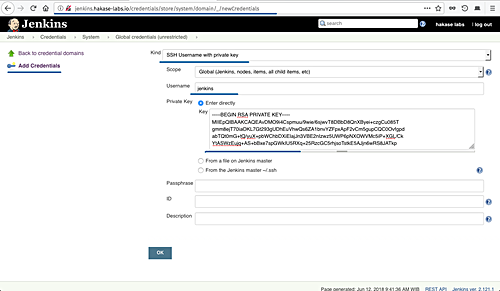 jenkins.hakase-labs.io/credentials/store/system/domain/_/newCredentials
Search
Jenkins
search
hakase labs
log out
Jenkins
Credentials
System
Global credentials (unrestricted)
Back to credential domains
Add Credentials
Kind
SSH Username with private key
Scope
Global (Jenkins, nodes, items, all child items, etc)
Username
jenkins
Private Key
Enter directly
Key
-----BEGIN RSA PRIVATE KEY-----
From a file on Jenkins master
From the Jenkins master ~/.ssh
Passphrase
ID
Description
OK
Page generated: Jun 12, 2018 9:41:36 AM WIB
REST API
Jenkins ver. 2.121.1